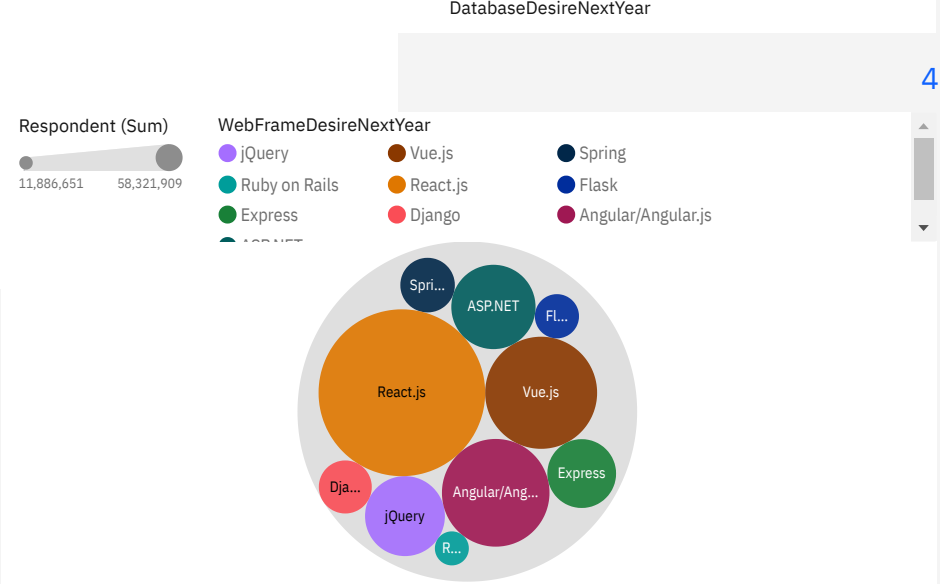 DatabaseDesireNextYear
4
Respondent (Sum)
11,886,651 58,321,909
WebFrameDesireNextYear
jQuery Vue.js Spring
Ruby on Rails React.js Flask
Express Django Angular/Angular.js
ASP.NET
Spri...
ASP.NET
Fl...
React.js
Vue.js
Express
Dja...
Angular/Ang...
jQuery
R...